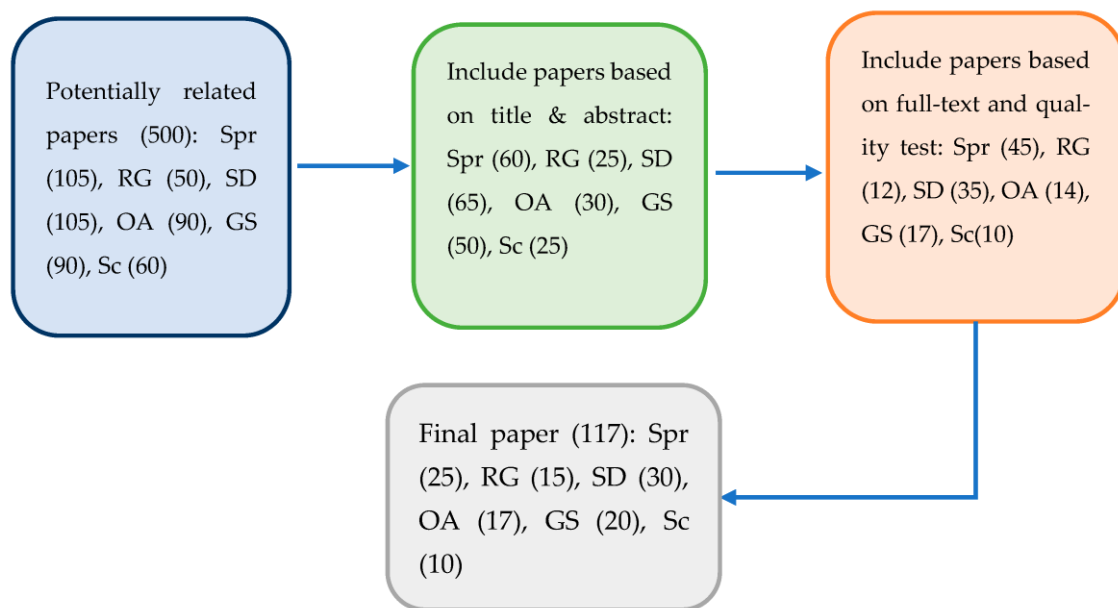 Potentially related
papers (500): Spr
(105), RG (50), SD
(105), OA (90), GS
(90), Sc (60)
Include papers based
on title & abstract:
Spr (60), RG (25), SD
(65), OA (30), GS
(50), Sc (25)
Include papers based
on full-text and qual-
ity test: Spr (45), RG
(12), SD (35), OA (14),
GS (17), Sc(10)
Final paper (117): Spr
(25), RG (15), SD (30),
OA (17), GS (20), Sc
(10)